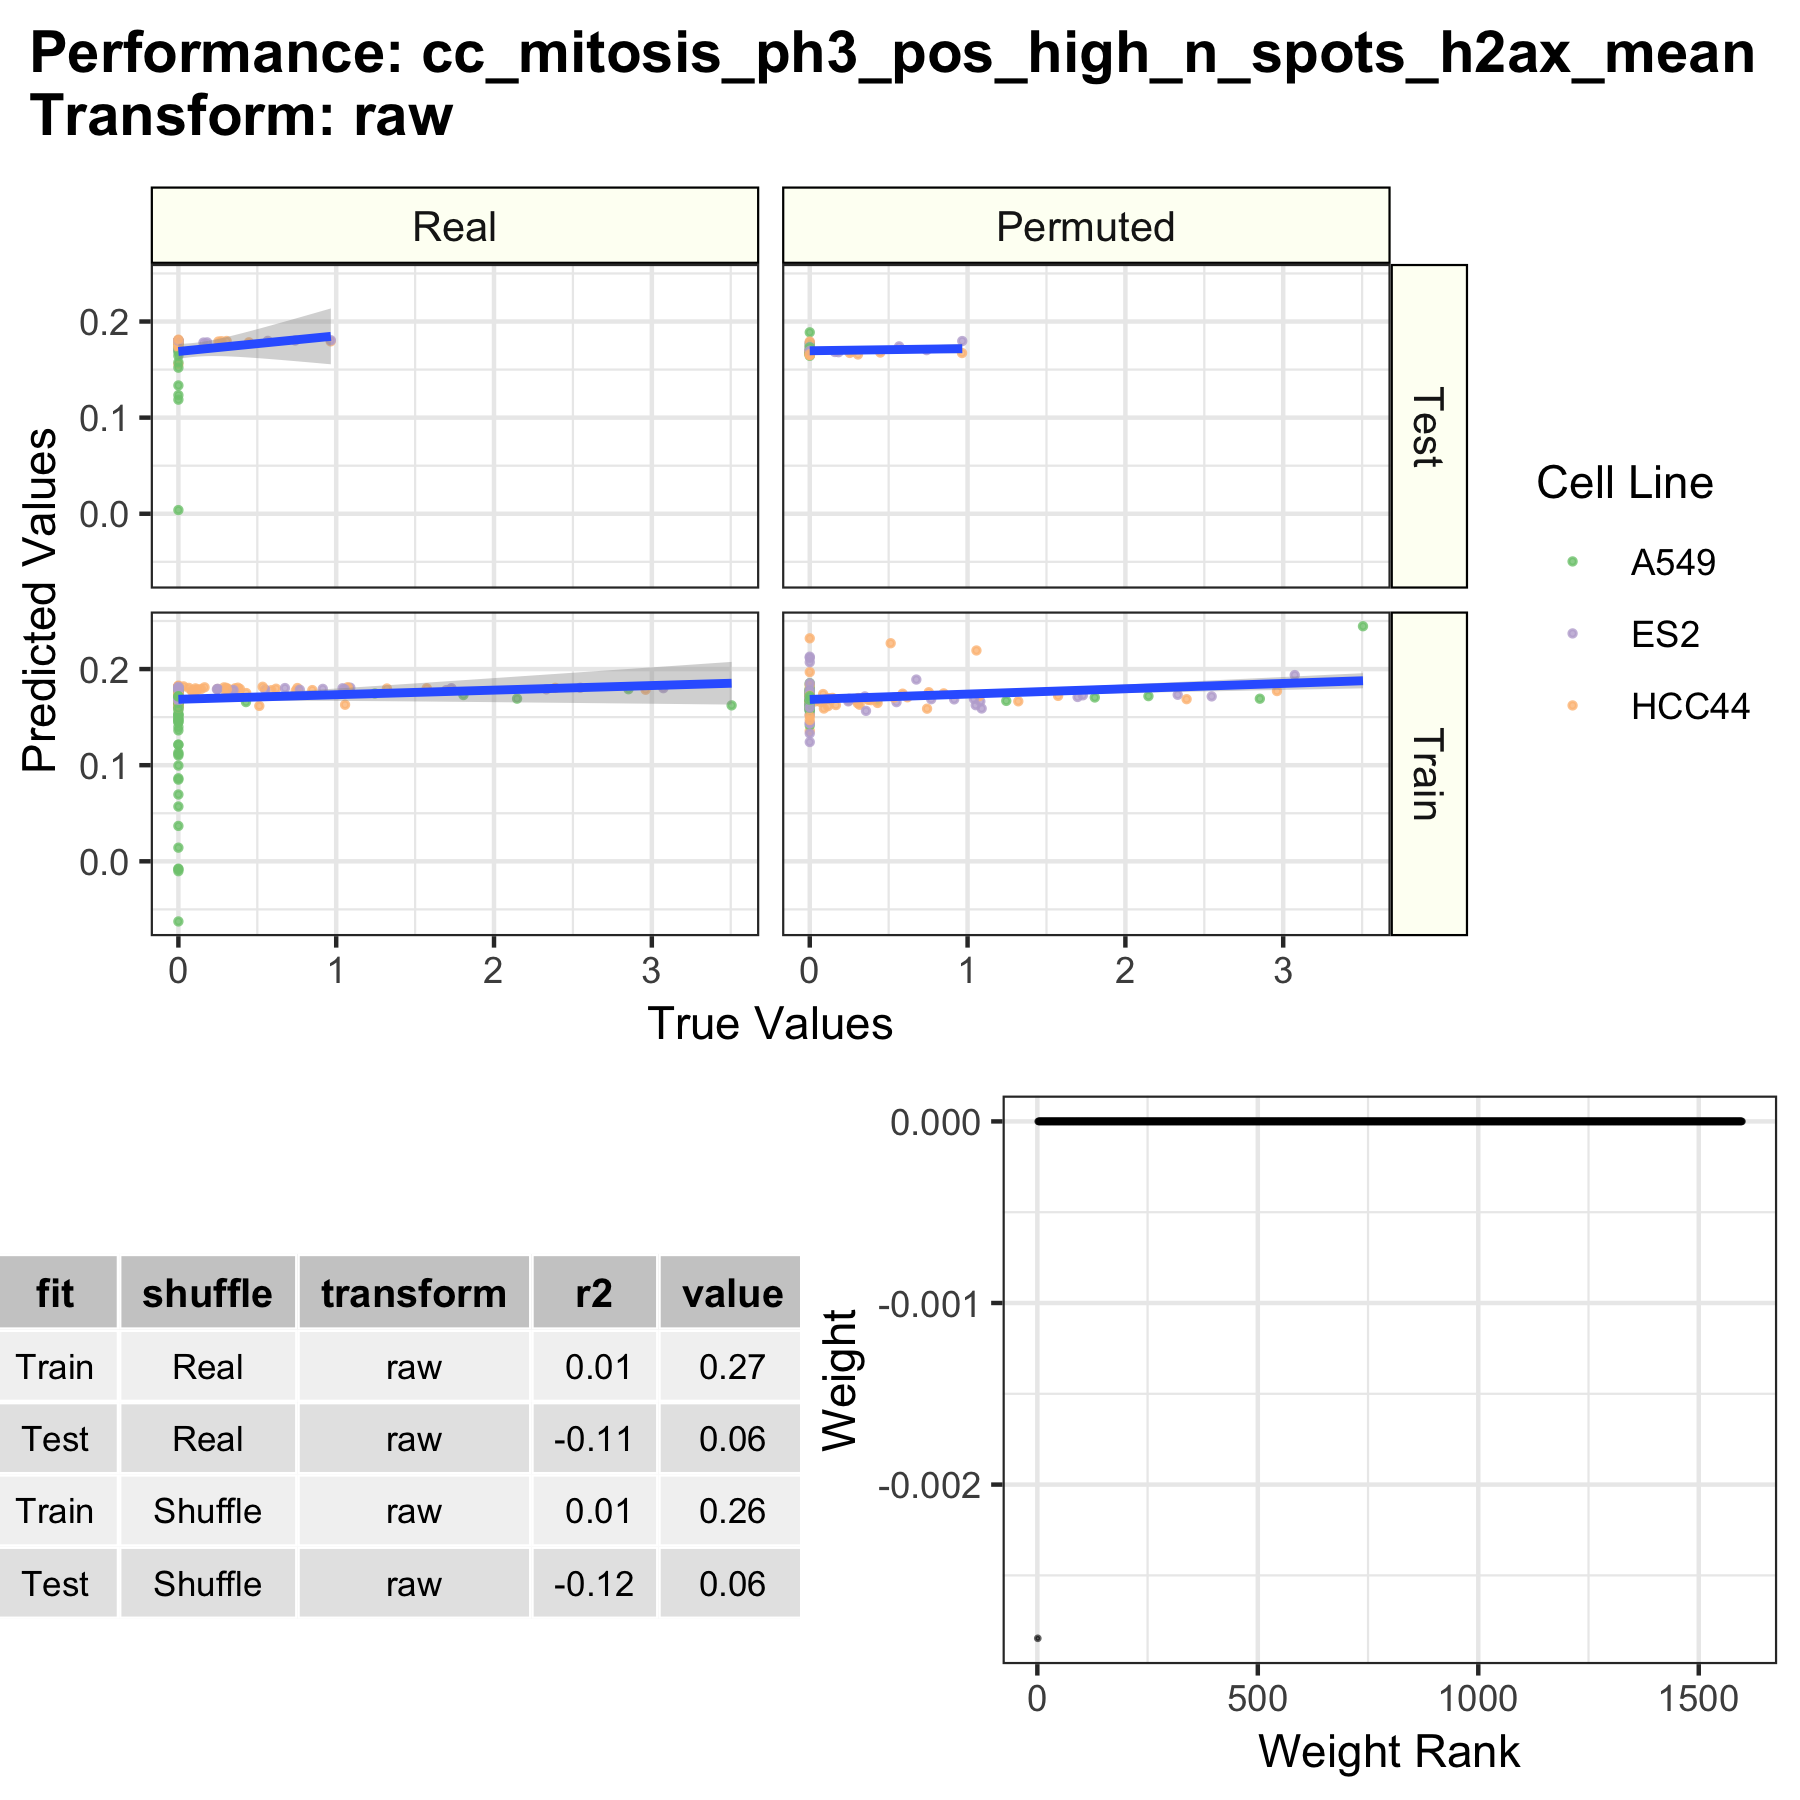 Performance: cc_mitosis_ph3_pos_high_n_spots_h2ax_mean
Transform: raw
Real
Permuted
0.2
0.1
0.0
Test
0.2
0.1
0.0
Train
Predicted Values
0 1 2 3
0 1 2 3
True Values
Cell Line
A549
ES2
HCC44
fit shuffle transform r2 value
Train Real raw 0.01 0.27
Test Real raw -0.11 0.06
Train Shuffle raw 0.01 0.26
Test Shuffle raw -0.12 0.06
0.000
-0.001
-0.002
Weight
0 500 1000 1500
Weight Rank